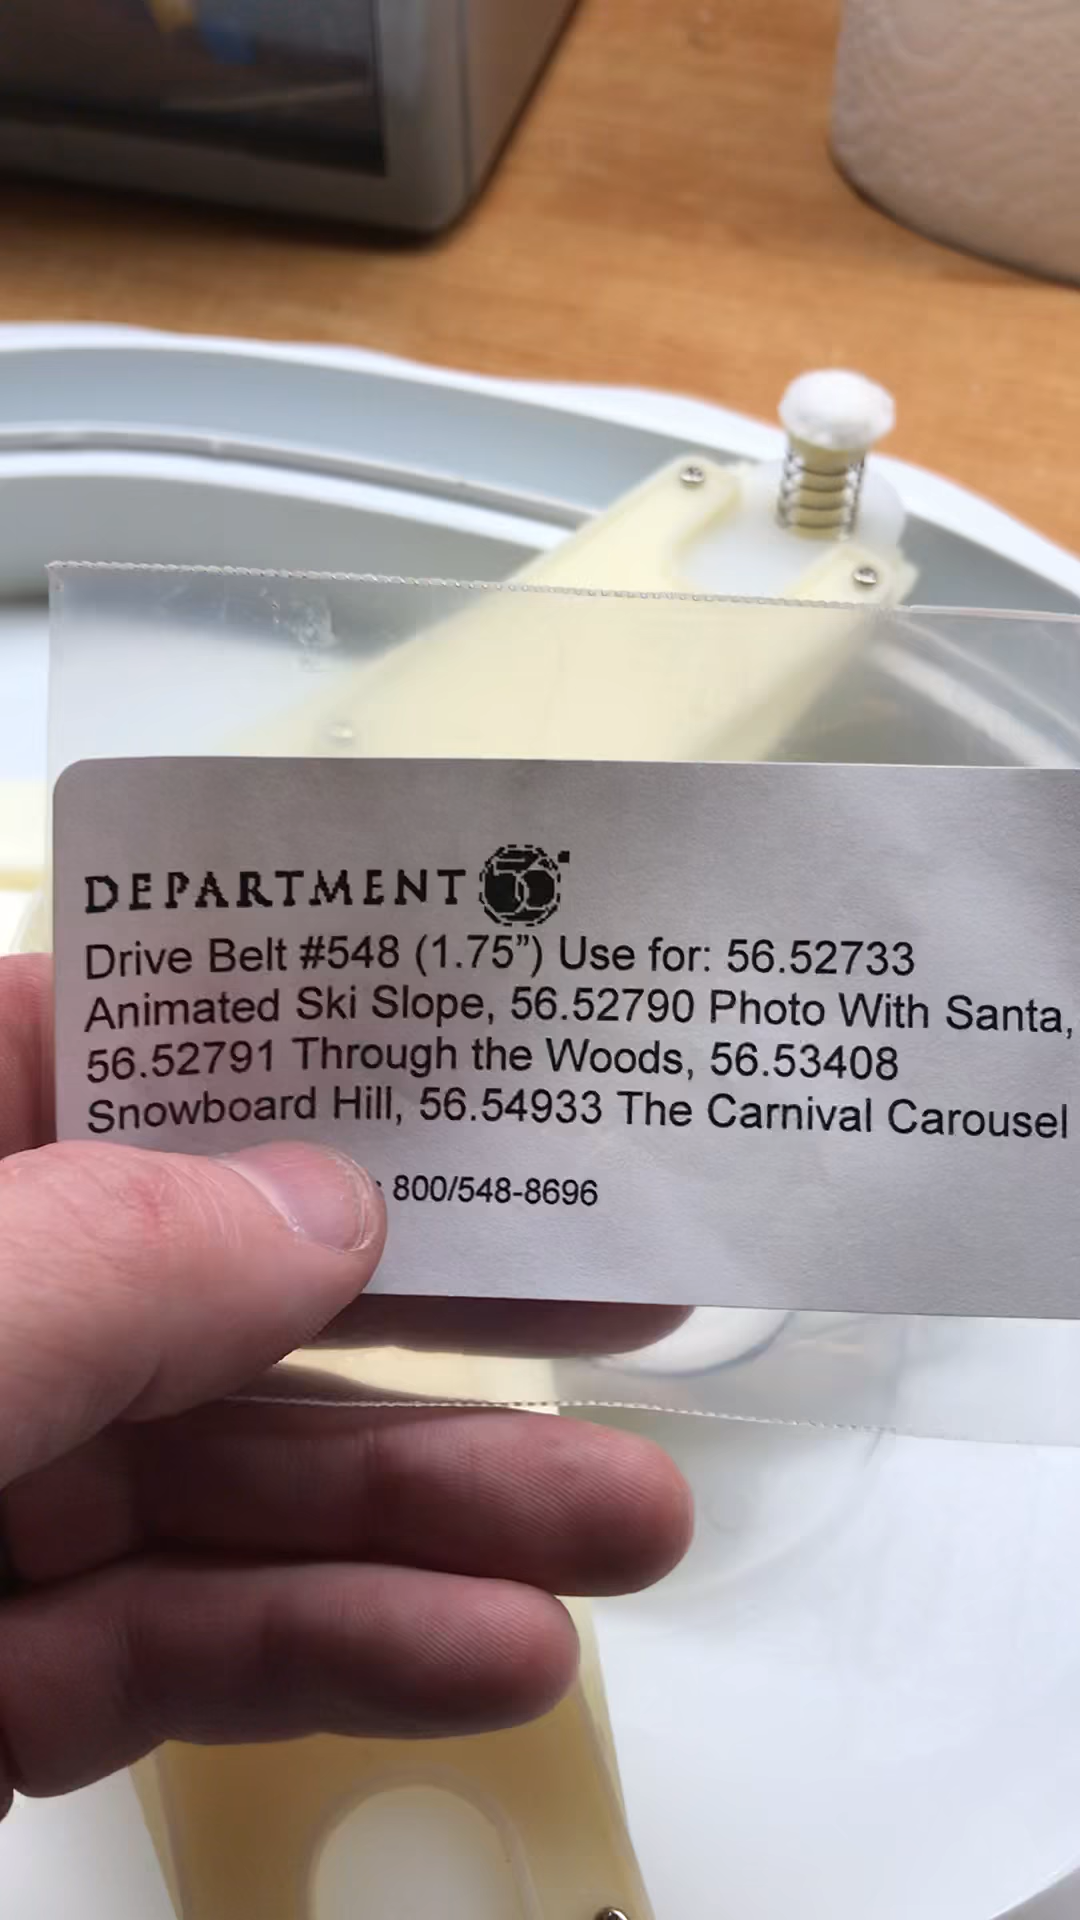 DEPARTMENT 56
Drive Belt #548 (1.75”) Use for: 56.52733
Animated Ski Slope, 56.52790 Photo With Santa,
56.52791 Through the Woods, 56.53408
Snowboard Hill, 56.54933 The Carnival Carousel
: 800/548-8696